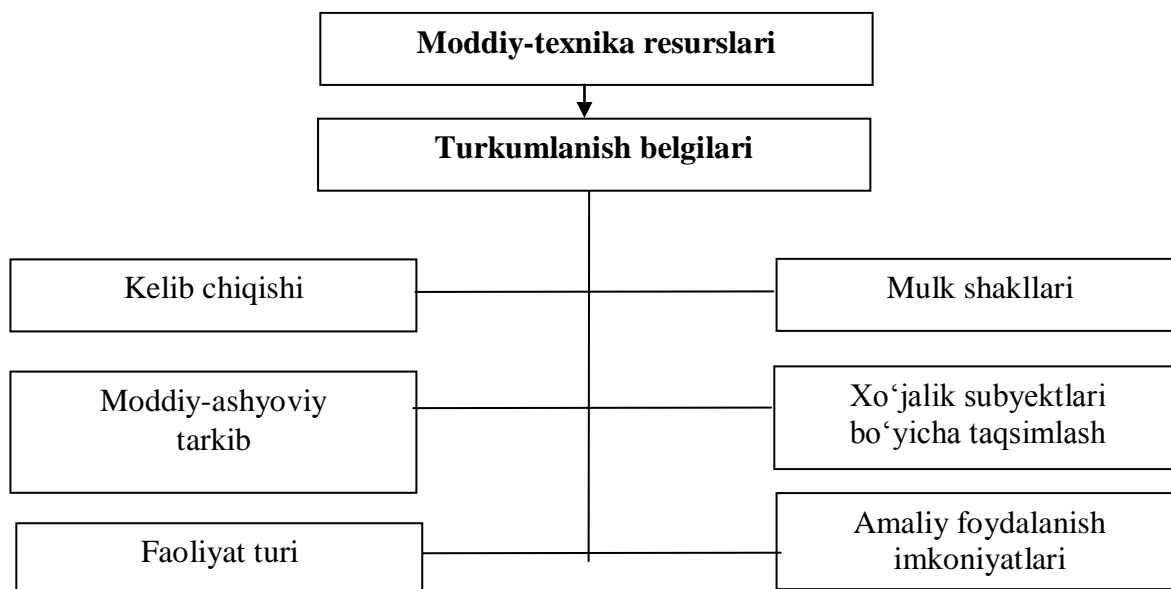 Moddiy-texnika resurslari
Turkumlanish belgilari
Kelib chiqishi
Mulk shakllari
Moddiy-ashyoviy
tarkib
Xo‘jalik subyektlari
bo‘yicha taqsimlash
Faoliyat turi
Amaliy foydalanish
imkoniyatlari